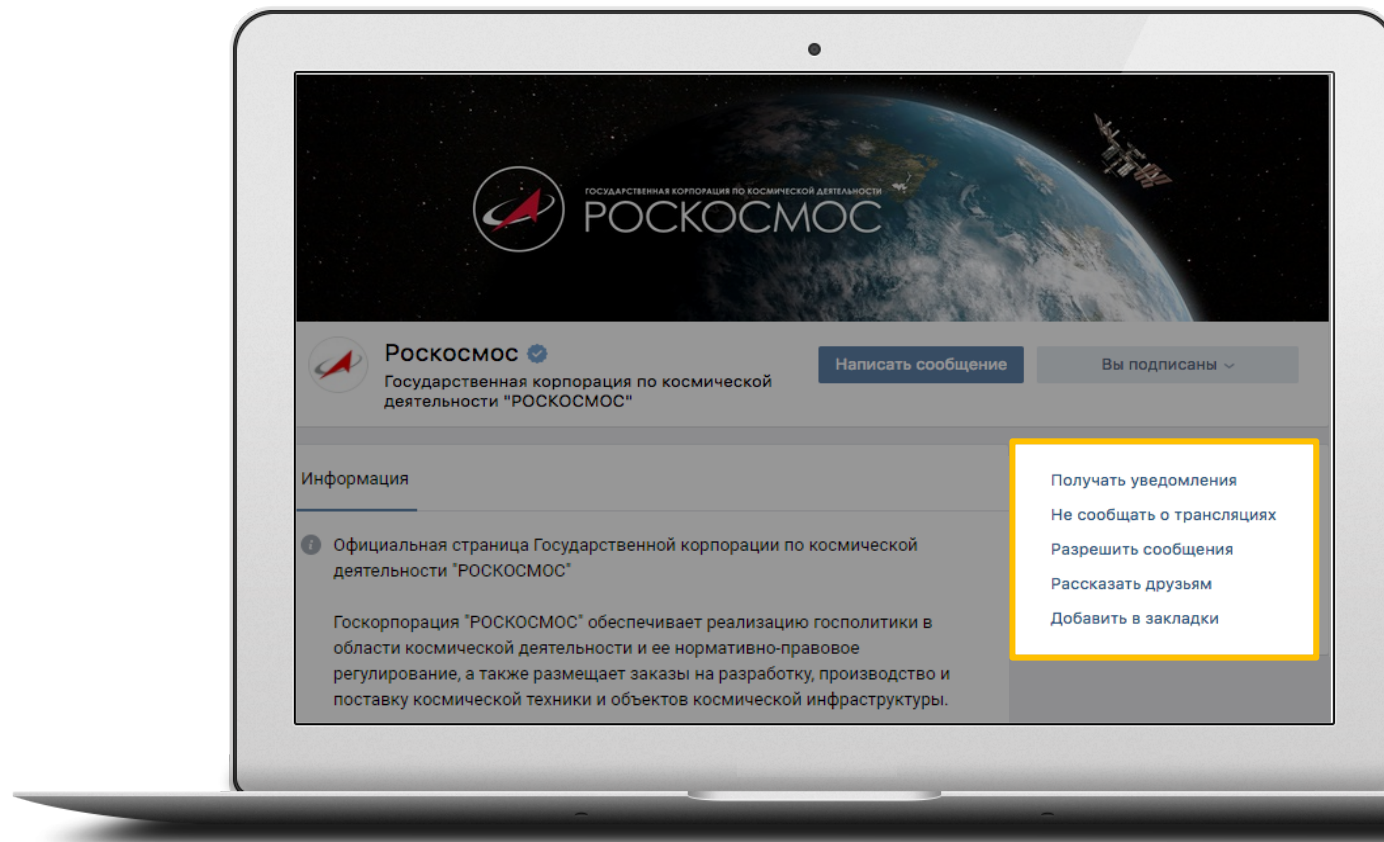 ГОСУДАРСТВЕННАЯ КОРПОРАЦИЯ ПО КОСМИЧЕСКОЙ ДЕЯТЕЛЬНОСТИ
РОСКОСМОС
Роскосмос
Государственная корпорация по космической
деятельности "РОСКОСМОС"
Написать сообщение
Вы подписаны
Информация
Официальная страница Государственной корпорации по космической
деятельности "РОСКОСМОС"
Госкорпорация "РОСКОСМОС" обеспечивает реализацию госполитики в
области космической деятельности и ее нормативно-правовое
регулирование, а также размещает заказы на разработку, производство и
поставку космической техники и объектов космической инфраструктуры.
Получать уведомления
Не сообщать о трансляциях
Разрешить сообщения
Рассказать друзьям
Добавить в закладки